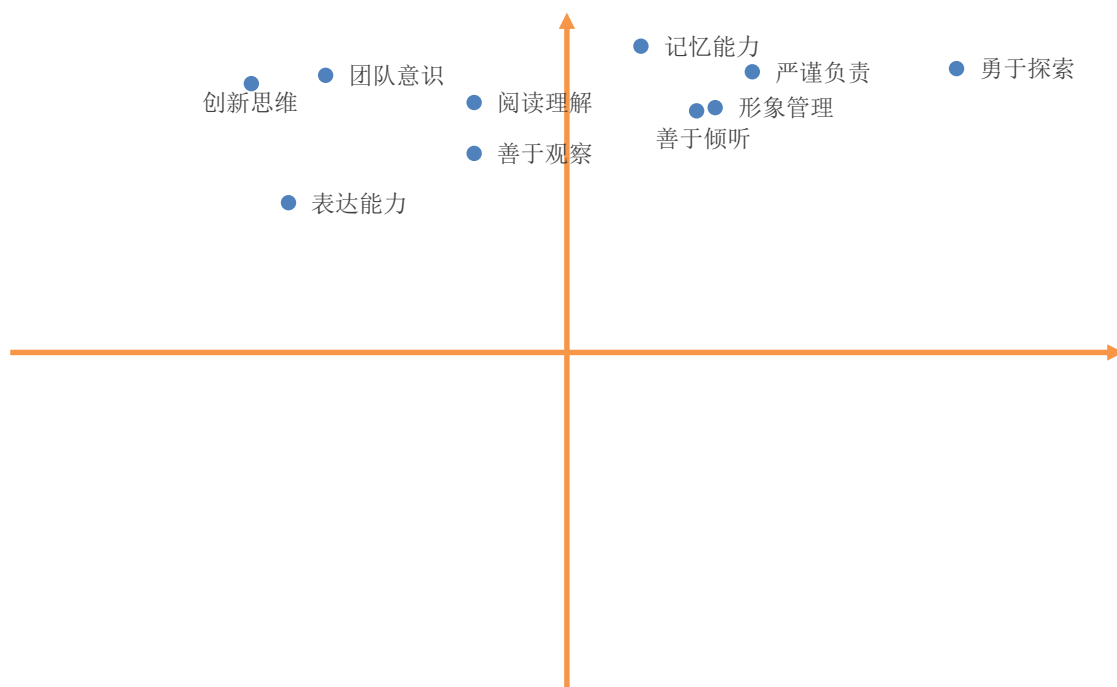 记忆能力
团队意识
严谨负责
勇于探索
创新思维
阅读理解
形象管理
善于倾听
善于观察
表达能力